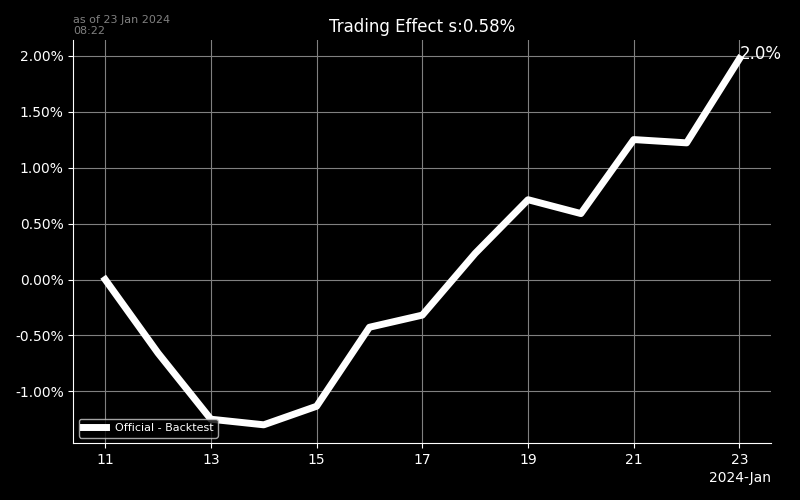 as of 23 Jan 2024
08:22
Trading Effect s:0.58%
2.00%
2.0%
1.50%
1.00%
0.50%
0.00%
-0.50%
-1.00%
Official - Backtest
11 13 15 17 19 21 23
2024-Jan